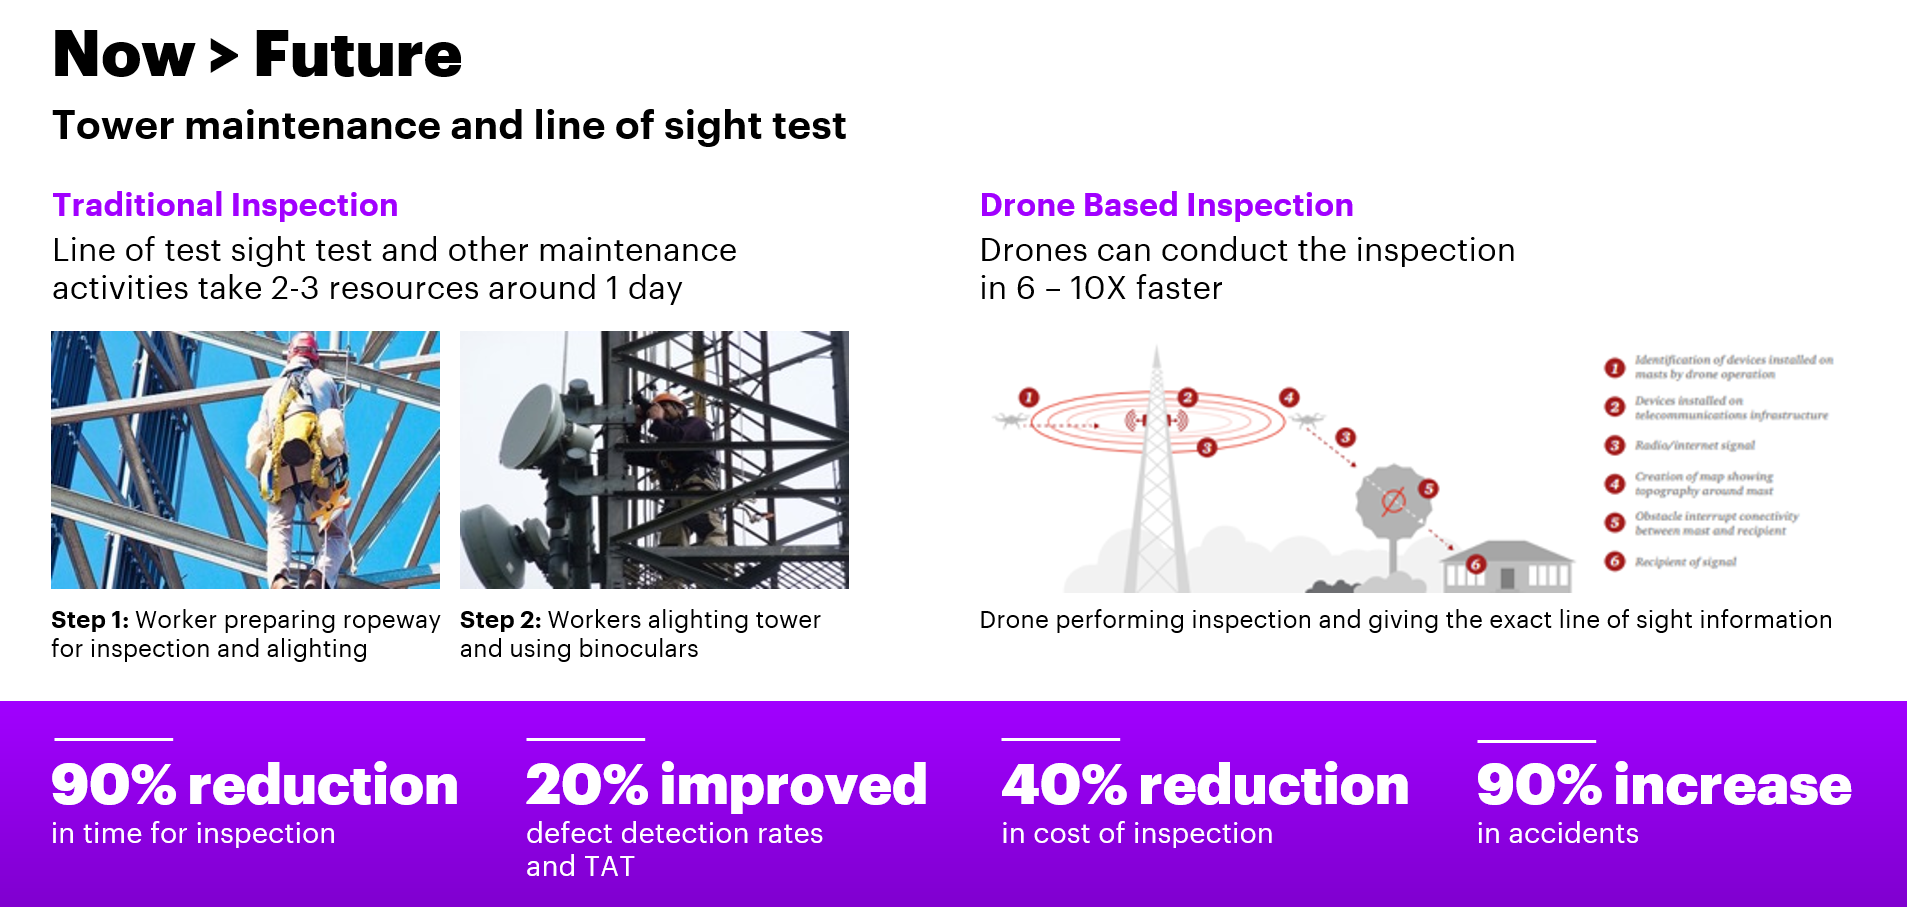 Now > Future
Tower maintenance and line of sight test
Traditional Inspection
Line of test sight test and other maintenance
activities take 2-3 resources around 1 day
Step 1: Worker preparing ropeway
for inspection and alighting
Step 2: Workers alighting tower
and using binoculars
Drone Based Inspection
Drones can conduct the inspection
in 6 – 10X faster
1
2
4
3
3
5
6
1 Identification of devices installed on
masts by drone operation
2 Devices installed on
telecommunications infrastructure
3 Radio/internet signal
4 Creation of map showing
topography around mast
5 Obstacle interrupt conectivity
between mast and recipient
6 Recipient of signal
Drone performing inspection and giving the exact line of sight information
90% reduction
in time for inspection
20% improved
defect detection rates
and TAT
40% reduction
in cost of inspection
90% increase
in accidents